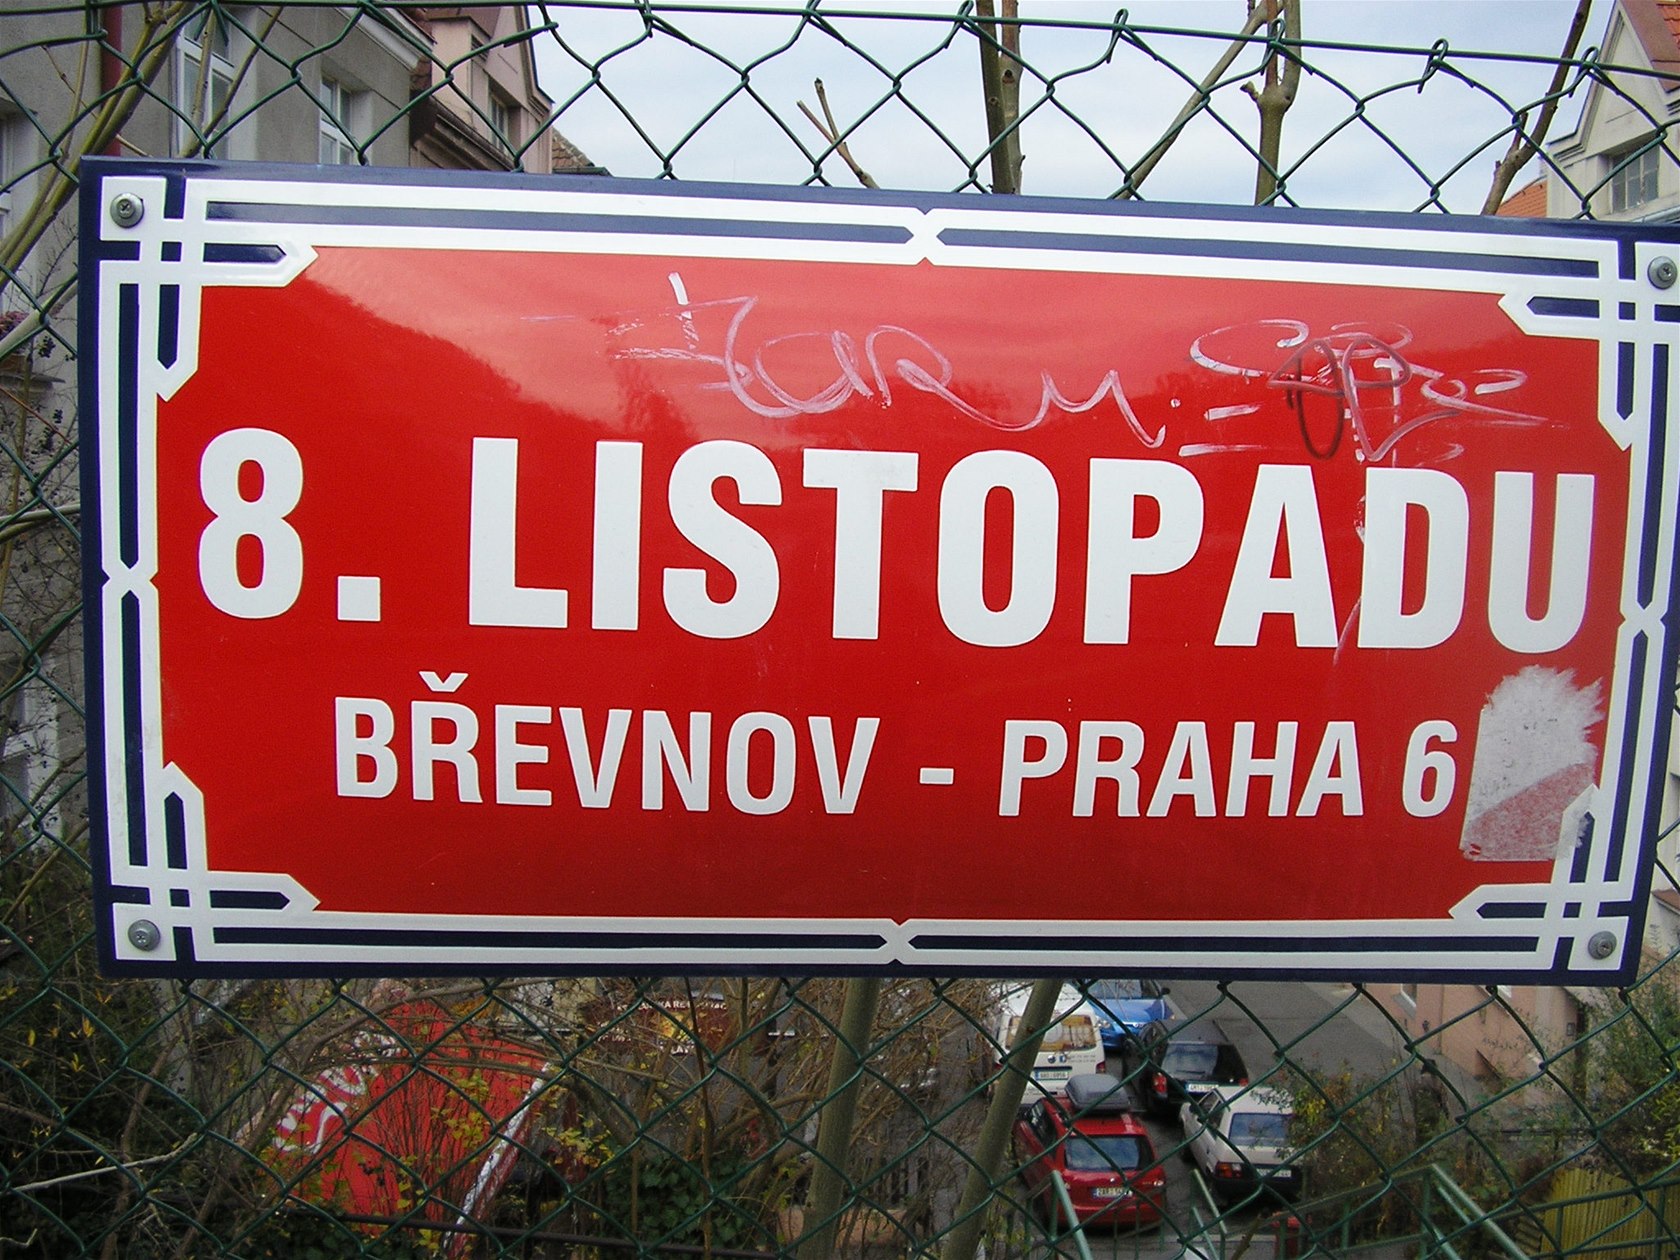 8. LISTOPADU
BŘEVNOV - PRAHA 6